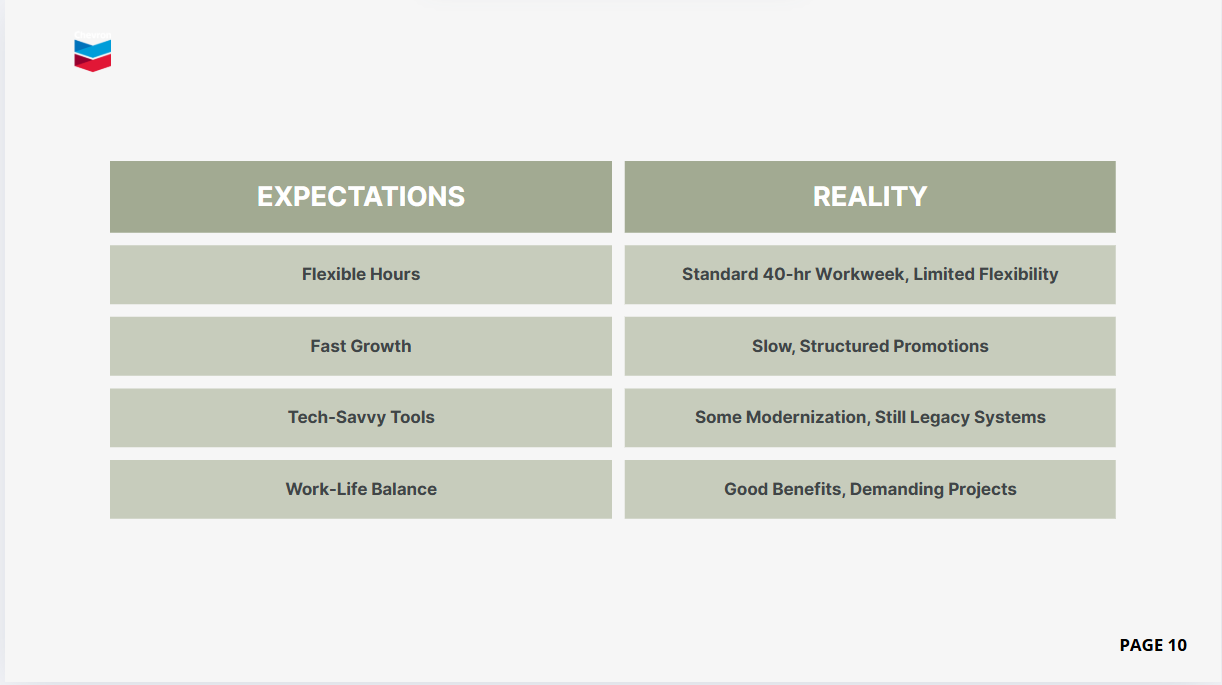 EXPECTATIONS
REALITY
Flexible Hours
Standard 40-hr Workweek, Limited Flexibility
Fast Growth
Slow, Structured Promotions
Tech-Savvy Tools
Some Modernization, Still Legacy Systems
Work-Life Balance
Good Benefits, Demanding Projects
PAGE 10